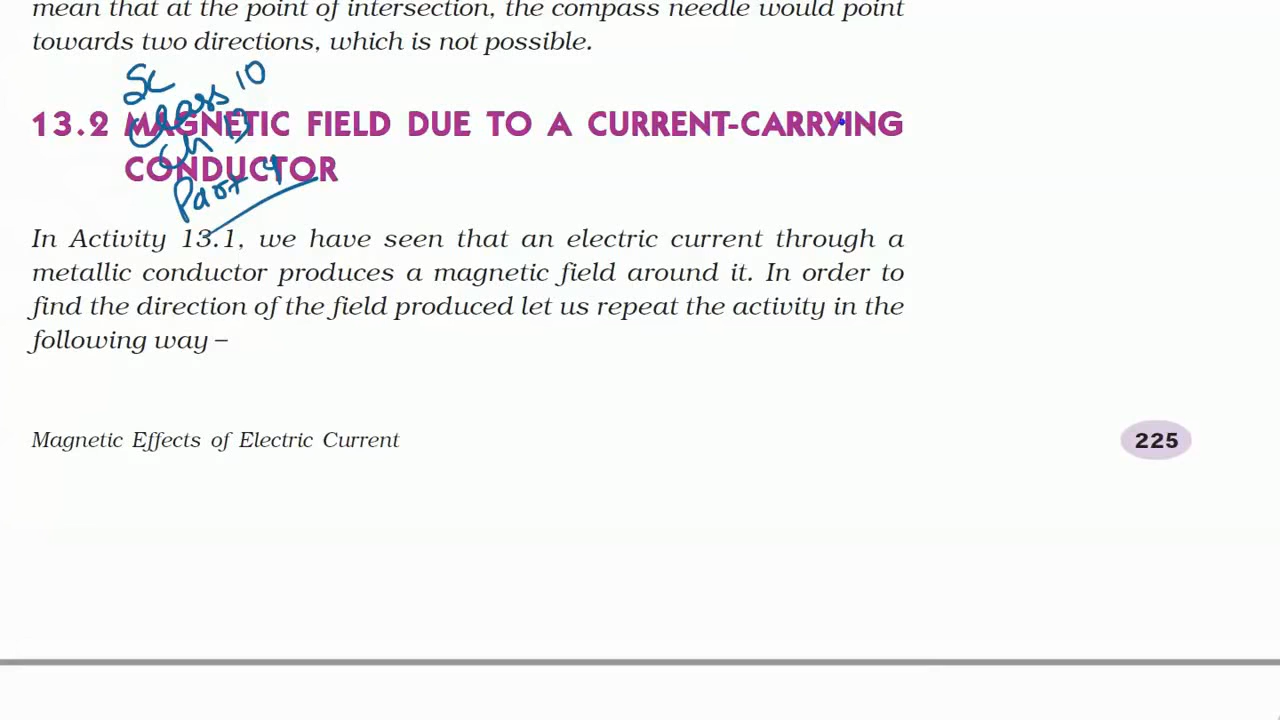 mean that at the point of intersection, the compass needle would point
towards two directions, which is not possible.
Sc
Class 10
Ch 13
Part 4
13.2 MAGNETIC FIELD DUE TO A CURRENT-CARRYING
CONDUCTOR
In Activity 13.1, we have seen that an electric current through a
metallic conductor produces a magnetic field around it. In order to
find the direction of the field produced let us repeat the activity in the
following way –
Magnetic Effects of Electric Current
225